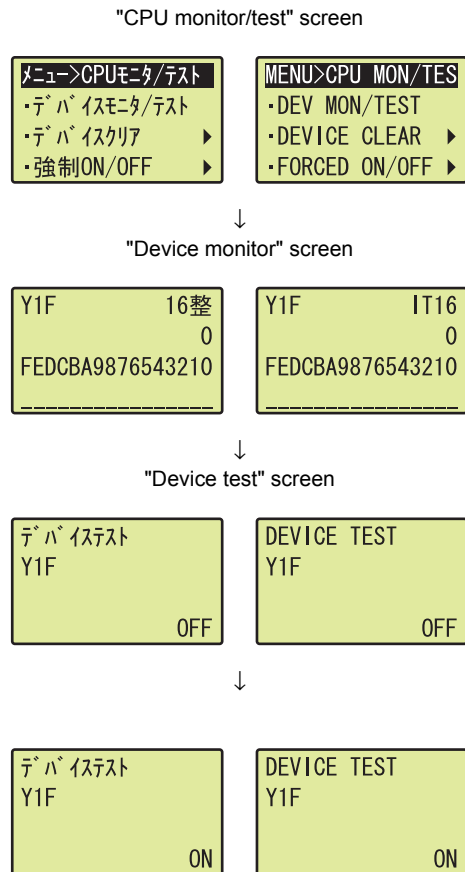 "CPU monitor/test" screen
メニュー>CPUモニタ/テスト
・デバイスモニタ/テスト
・デバイスクリア ▶
・強制ON/OFF ▶
MENU>CPU MON/TES
・DEV MON/TEST
・DEVICE CLEAR ▶
・FORCED ON/OFF ▶
↓
"Device monitor" screen
Y1F 16整
0
FEDCBA9876543210
________________
Y1F IT16
0
FEDCBA9876543210
________________
↓
"Device test" screen
デバイステスト
Y1F
OFF
DEVICE TEST
Y1F
OFF
↓
デバイステスト
Y1F
ON
DEVICE TEST
Y1F
ON